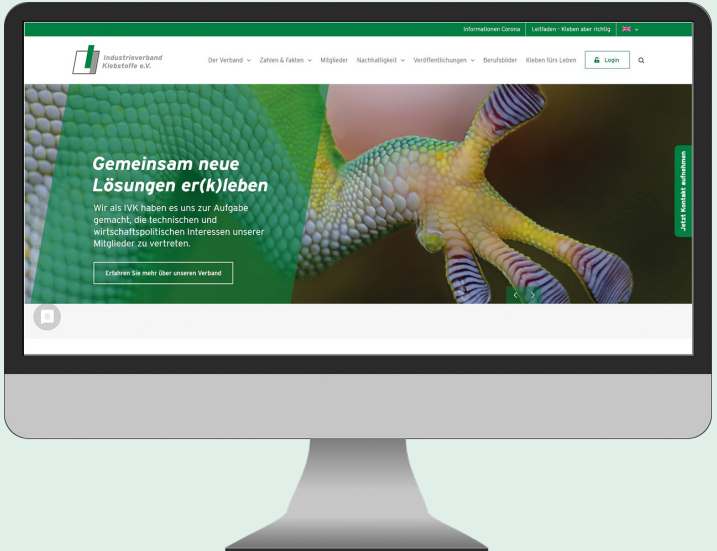 Informationen Corona
Leitfaden - Kleben aber richtig
Industrieverband
Klebstoffe e.V.
Der Verband
Zahlen & Fakten
Mitglieder
Nachhaltigkeit
Veröffentlichungen
Berufsbilder
Kleben fürs Leben
Login
Gemeinsam neue
Lösungen er(k)leben
Wir als IVK haben es uns zur Aufgabe
gemacht, die technischen und
wirtschaftspolitischen Interessen unserer
Mitglieder zu vertreten.
Erfahren Sie mehr über unseren Verband
Jetzt Kontakt aufnehmen